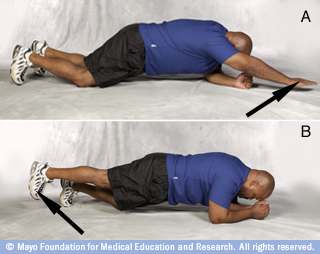 A
B
© Mayo Foundation for Medical Education and Research. All rights reserved.